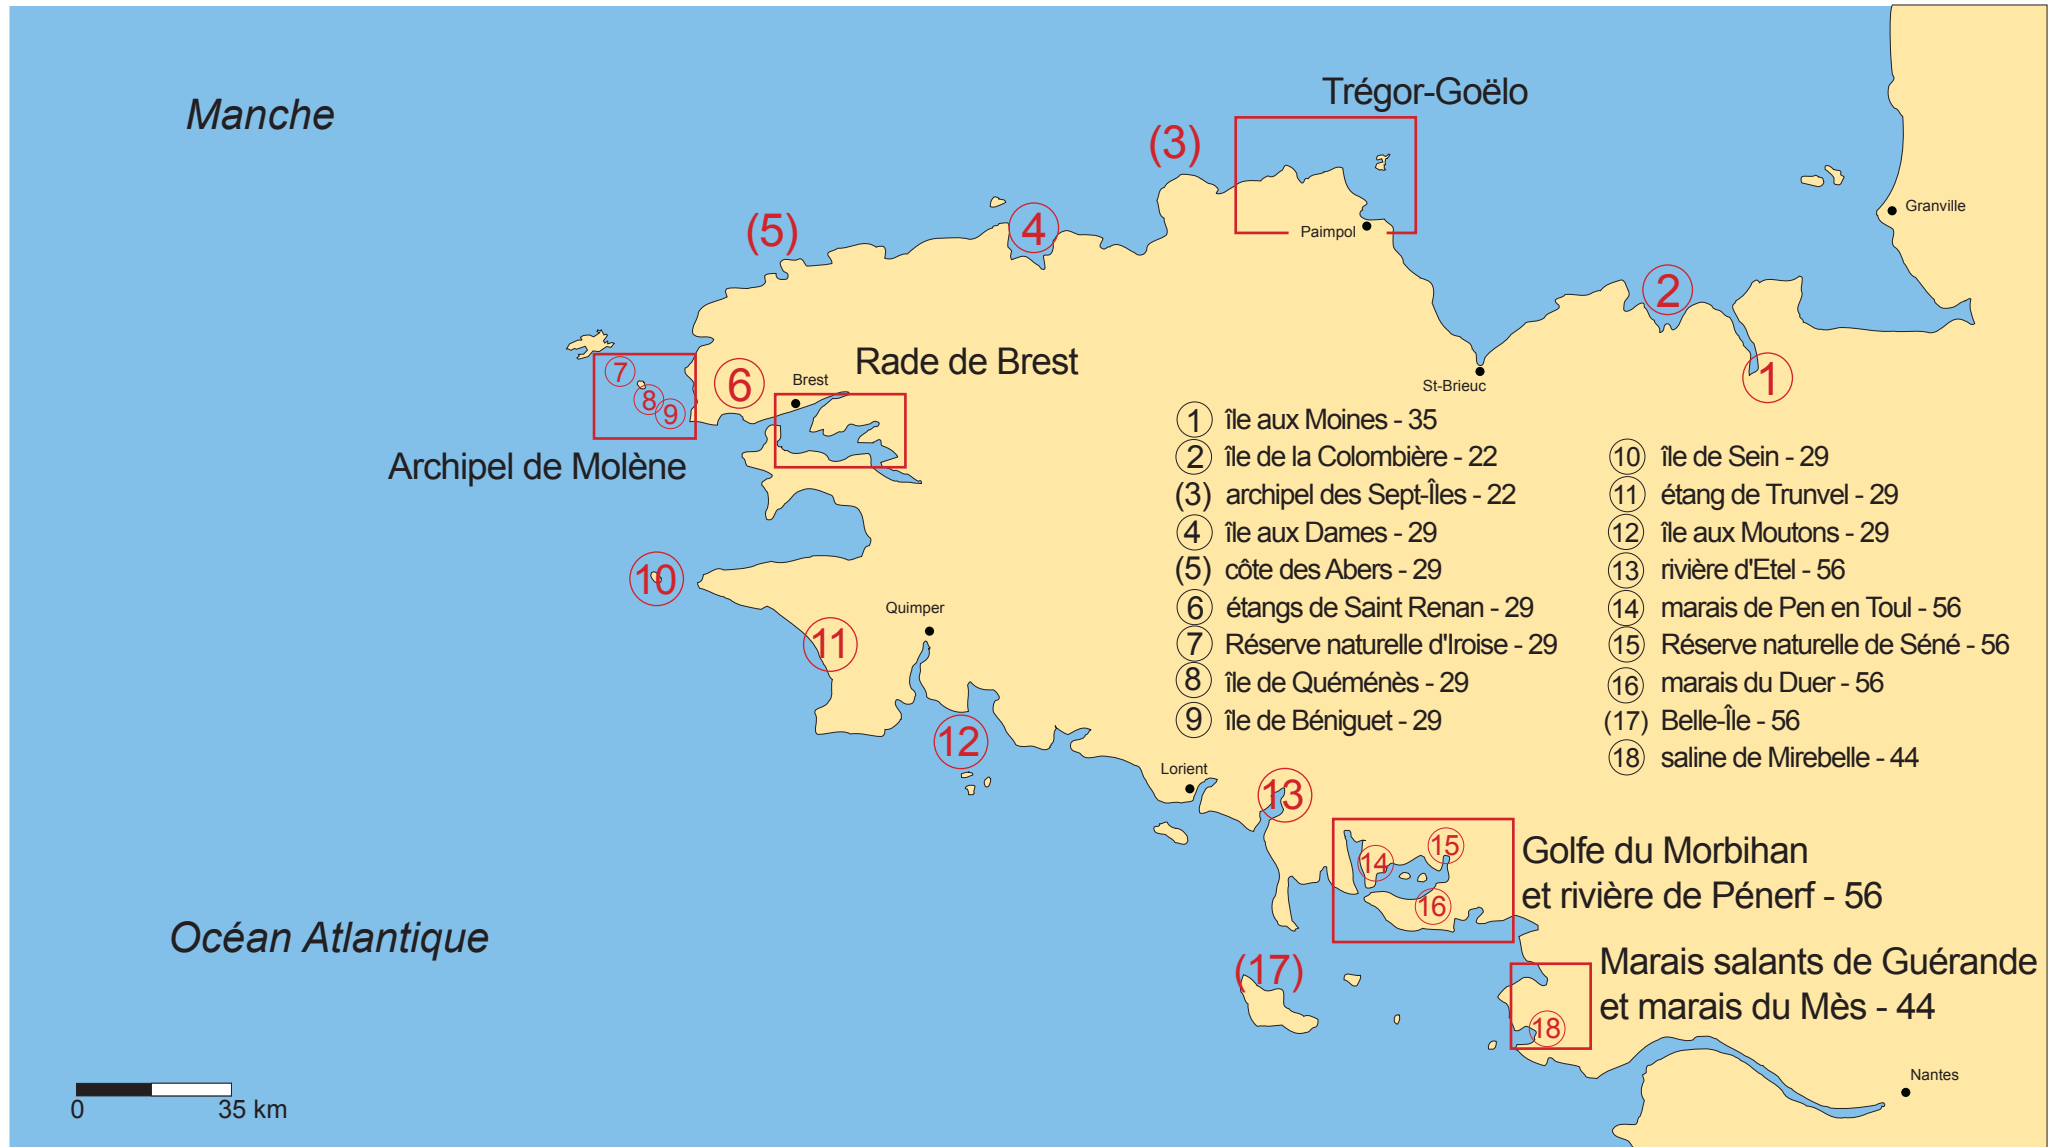 Manche
Trégor-Goëlo
(3)
Granville
(5)
4
Paimpol
2
7
8
9
6
Brest
Rade de Brest
St-Brieuc
1
Archipel de Molène
1 île aux Moines - 35
2 île de la Colombière - 22
(3) archipel des Sept-Îles - 22
4 île aux Dames - 29
(5) côte des Abers - 29
6 étangs de Saint Renan - 29
7 Réserve naturelle d'Iroise - 29
8 île de Quéménès - 29
9 île de Béniguet - 29
10 île de Sein - 29
11 étang de Trunvel - 29
12 île aux Moutons - 29
13 rivière d'Etel - 56
14 marais de Pen en Toul - 56
15 Réserve naturelle de Séné - 56
16 marais du Duer - 56
(17) Belle-Île - 56
18 saline de Mirebelle - 44
10
Quimper
11
12
Lorient
13
14
15
16
Golfe du Morbihan
et rivière de Pénerf - 56
Océan Atlantique
(17)
Marais salants de Guérande
et marais du Mès - 44
18
Nantes
0 35 km